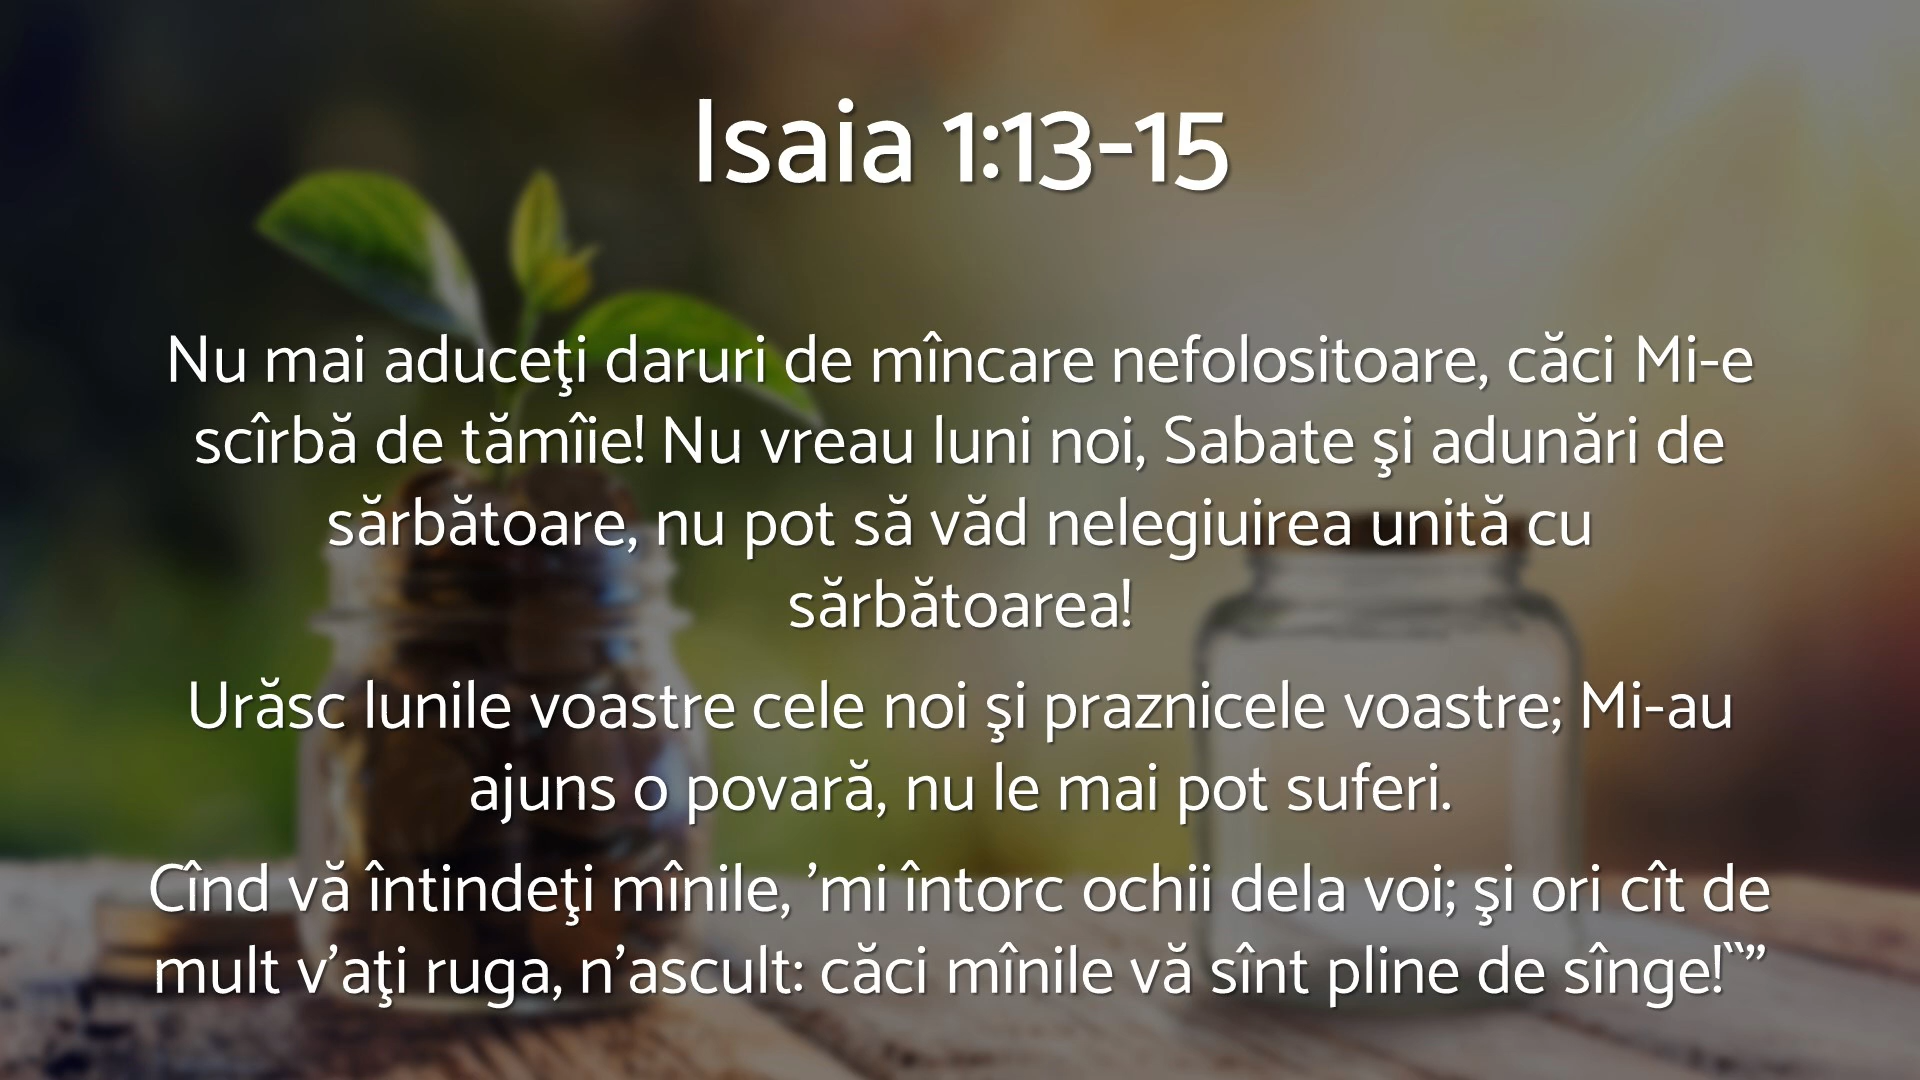 Isaia 1:13-15
Nu mai aduceţi daruri de mîncare nefolositoare, căci Mi-e
scîrbă de tămîie! Nu vreau luni noi, Sabate şi adunări de
sărbătoare, nu pot să văd nelegiuirea unită cu
sărbătoarea!
Urăsc lunile voastre cele noi şi praznicele voastre; Mi-au
ajuns o povară, nu le mai pot suferi.
Cînd vă întindeţi mînile, ’mi întorc ochii dela voi; şi ori cît de
mult v’aţi ruga, n’ascult: căci mînile vă sînt pline de sînge!``”